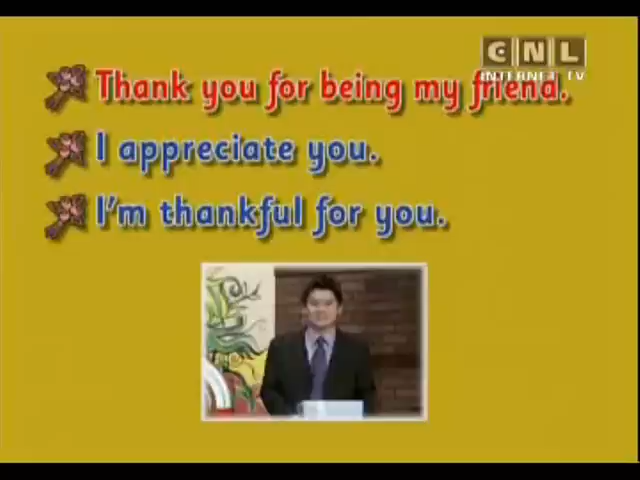 CNL
INTERNET TV
Thank you for being my friend.
I appreciate you.
I'm thankful for you.